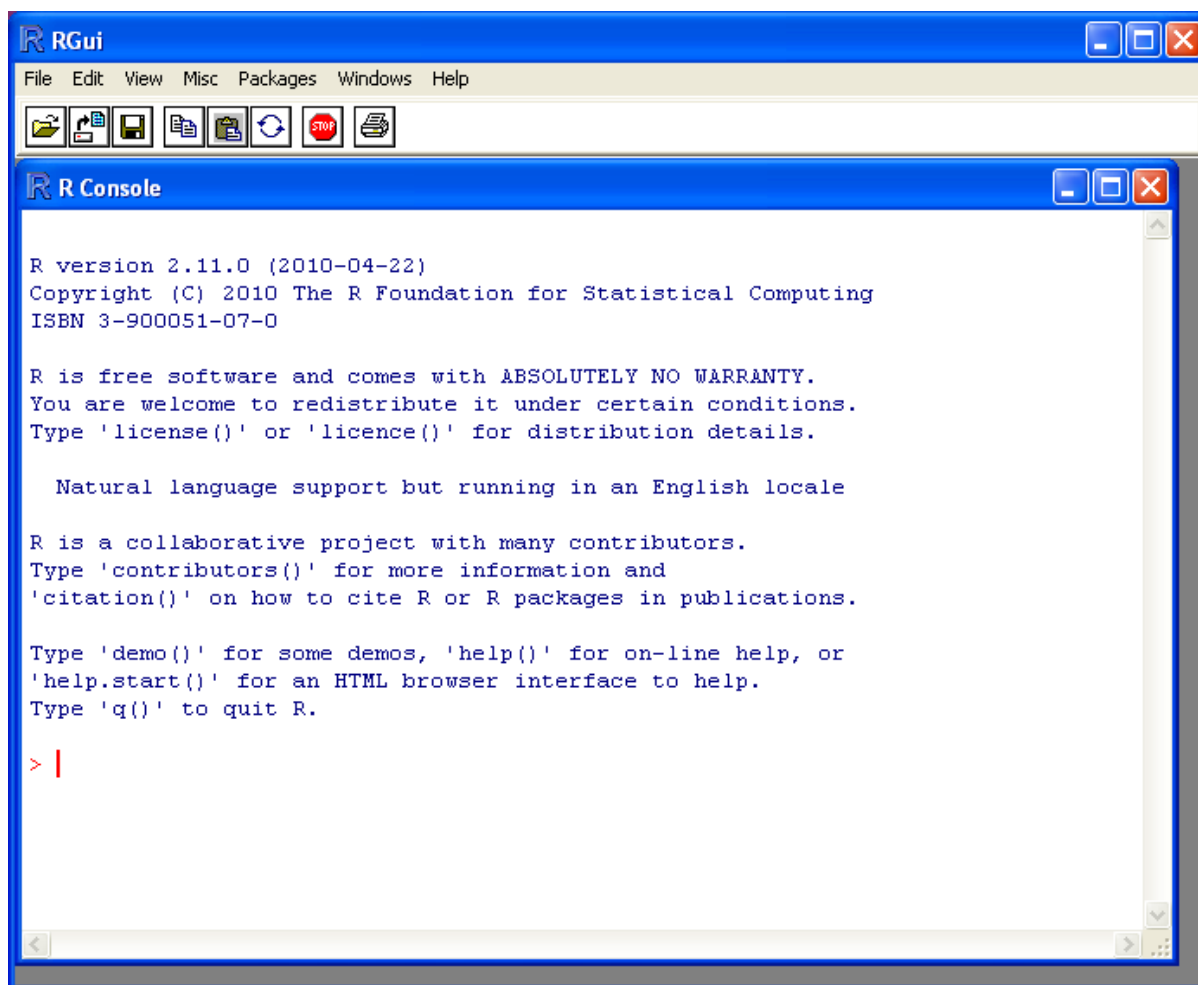 RGui
File Edit View Misc Packages Windows Help
STOP
R Console
R version 2.11.0 (2010-04-22)
Copyright (C) 2010 The R Foundation for Statistical Computing
ISBN 3-900051-07-0
R is free software and comes with ABSOLUTELY NO WARRANTY.
You are welcome to redistribute it under certain conditions.
Type 'license()' or 'licence()' for distribution details.
Natural language support but running in an English locale
R is a collaborative project with many contributors.
Type 'contributors()' for more information and
'citation()' on how to cite R or R packages in publications.
Type 'demo()' for some demos, 'help()' for on-line help, or
'help.start()' for an HTML browser interface to help.
Type 'q()' to quit R.
>